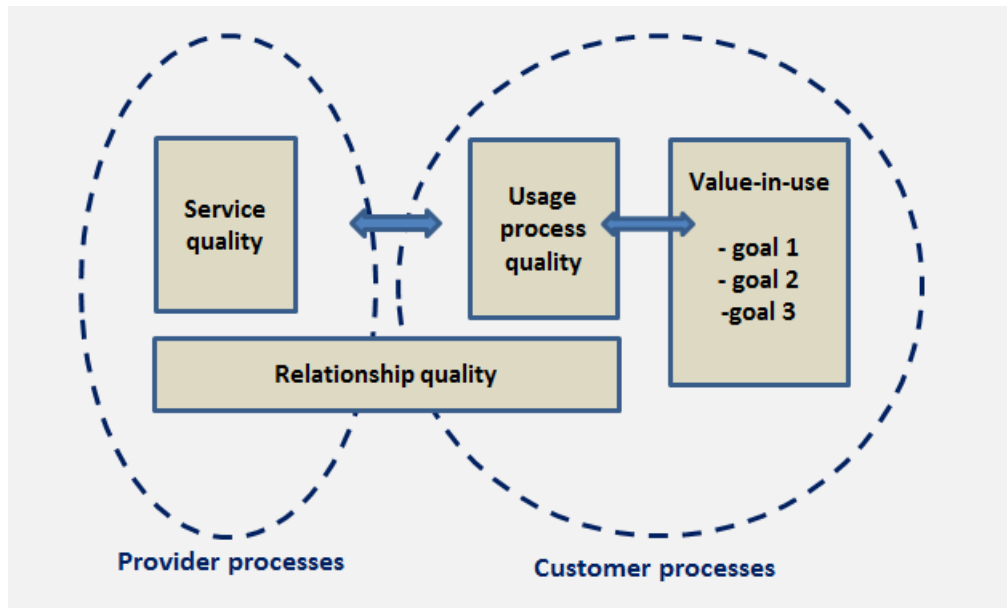 Service
quality
Usage
process
quality
Value-in-use
- goal 1
- goal 2
-goal 3
Relationship quality
Provider processes
Customer processes